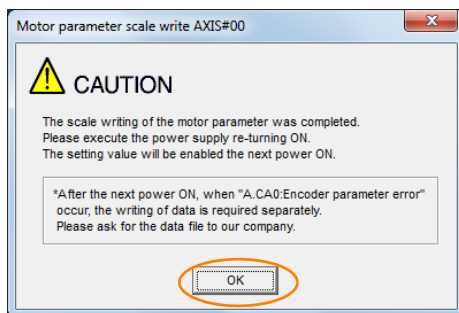 Motor parameter scale write AXIS#00
CAUTION
The scale writing of the motor parameter was completed.
Please execute the power supply re-turning ON.
The setting value will be enabled the next power ON.
*After the next power ON, when "A.CA0:Encoder parameter error"
occur, the writing of data is required separately.
Please ask for the data file to our company.
OK